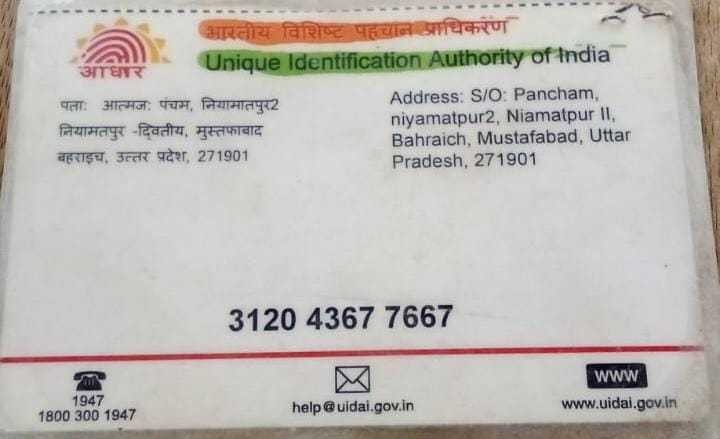 भारतीय विशिष्ट पहचान प्राधिकरण
Unique Identification Authority of India
आधार
पता: आत्मज: पंचम, नियामातपुर2
नियामतपुर -द्वितीय, मुस्तफाबाद
बहराइच, उत्तर प्रदेश, 271901
Address: S/O: Pancham,
niyamatpur2, Niamatpur II,
Bahraich, Mustafabad, Uttar
Pradesh, 271901
3120 4367 7667
1947
1800 300 1947
help@uidai.gov.in
www
www.uidai.gov.in